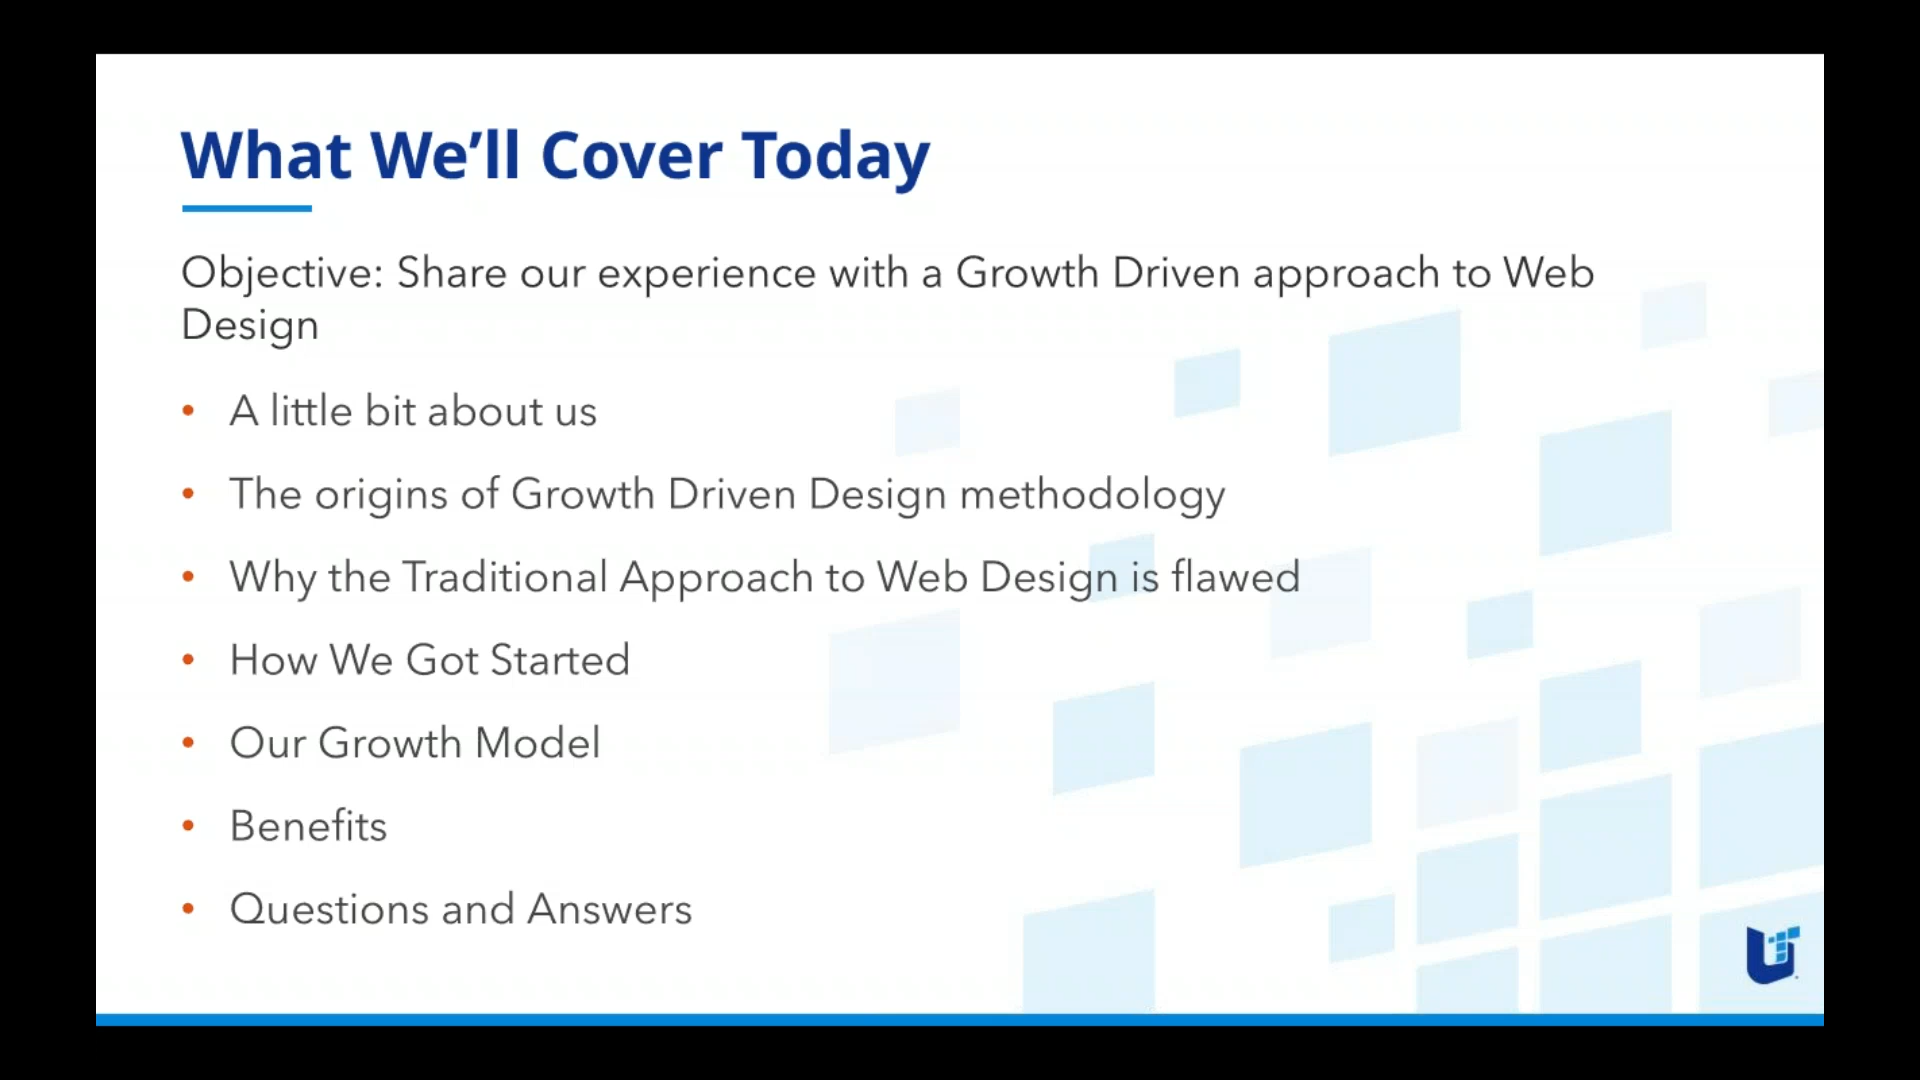 What We’ll Cover Today
Objective: Share our experience with a Growth Driven approach to Web
Design
• A little bit about us
• The origins of Growth Driven Design methodology
• Why the Traditional Approach to Web Design is flawed
• How We Got Started
• Our Growth Model
• Benefits
• Questions and Answers